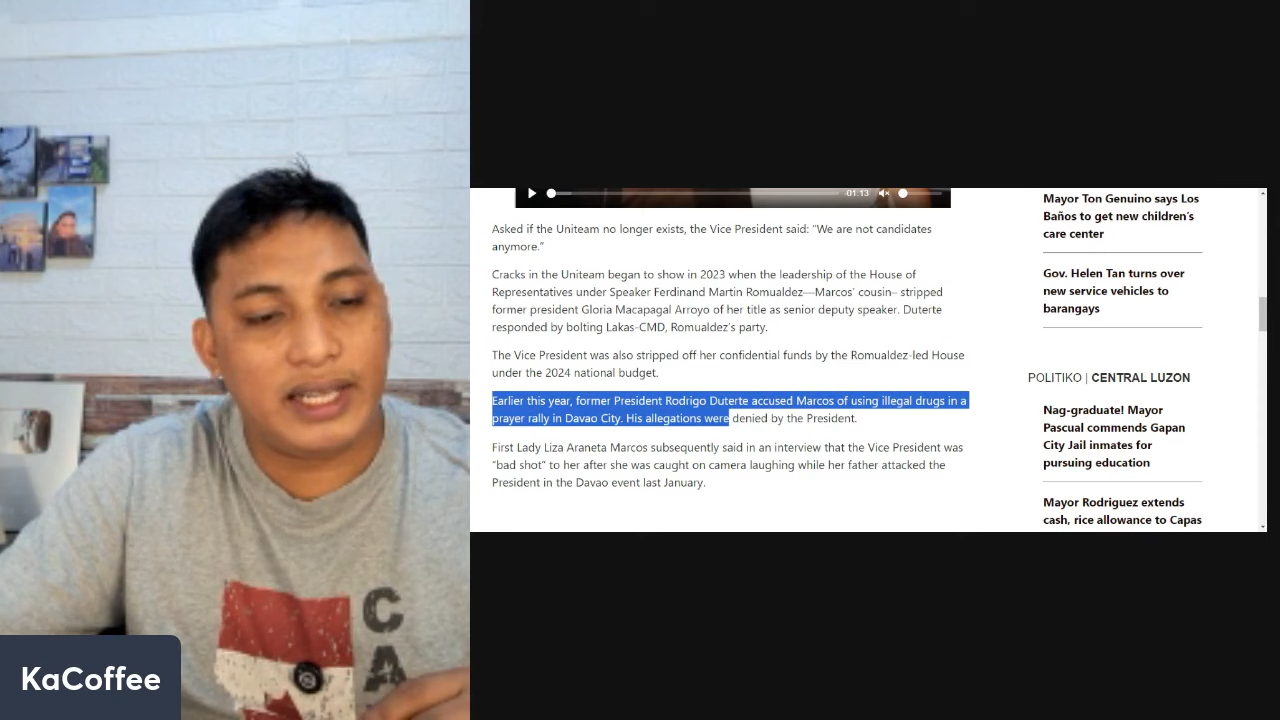 KaCoffee
CA
01:13
Asked if the Uniteam no longer exists, the Vice President said: “We are not candidates
anymore.”
Cracks in the Uniteam began to show in 2023 when the leadership of the House of
Representatives under Speaker Ferdinand Martin Romualdez—Marcos’ cousin– stripped
former president Gloria Macapagal Arroyo of her title as senior deputy speaker. Duterte
responded by bolting Lakas-CMD, Romualdez’s party.
The Vice President was also stripped off her confidential funds by the Romualdez-led House
under the 2024 national budget.
Earlier this year, former President Rodrigo Duterte accused Marcos of using illegal drugs in a
prayer rally in Davao City. His allegations were denied by the President.
First Lady Liza Araneta Marcos subsequently said in an interview that the Vice President was
“bad shot” to her after she was caught on camera laughing while her father attacked the
President in the Davao event last January.
Mayor Ton Genuino says Los
Baños to get new children’s
care center
Gov. Helen Tan turns over
new service vehicles to
barangays
POLITIKO | CENTRAL LUZON
Nag-graduate! Mayor
Pascual commends Gapan
City Jail inmates for
pursuing education
Mayor Rodriguez extends
cash, rice allowance to Capas